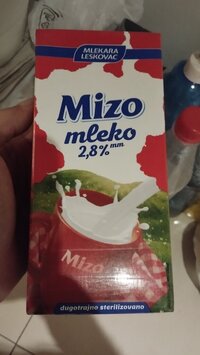 MLEKARA
LESKOVAC
Mizo
mleko
2,8% mm
Mizo
dugotrajno sterilizovano